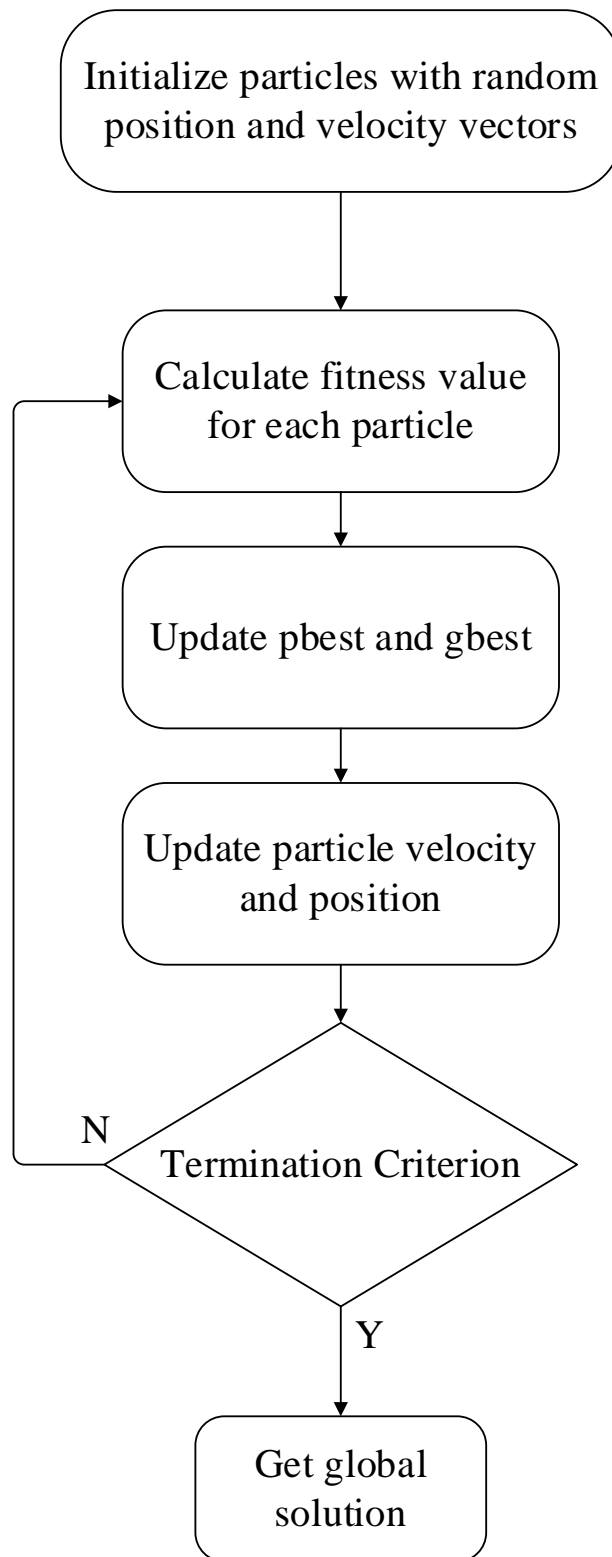 Initialize particles with random
position and velocity vectors
Calculate fitness value
for each particle
Update pbest and gbest
Update particle velocity
and position
N
Termination Criterion
Y
Get global
solution